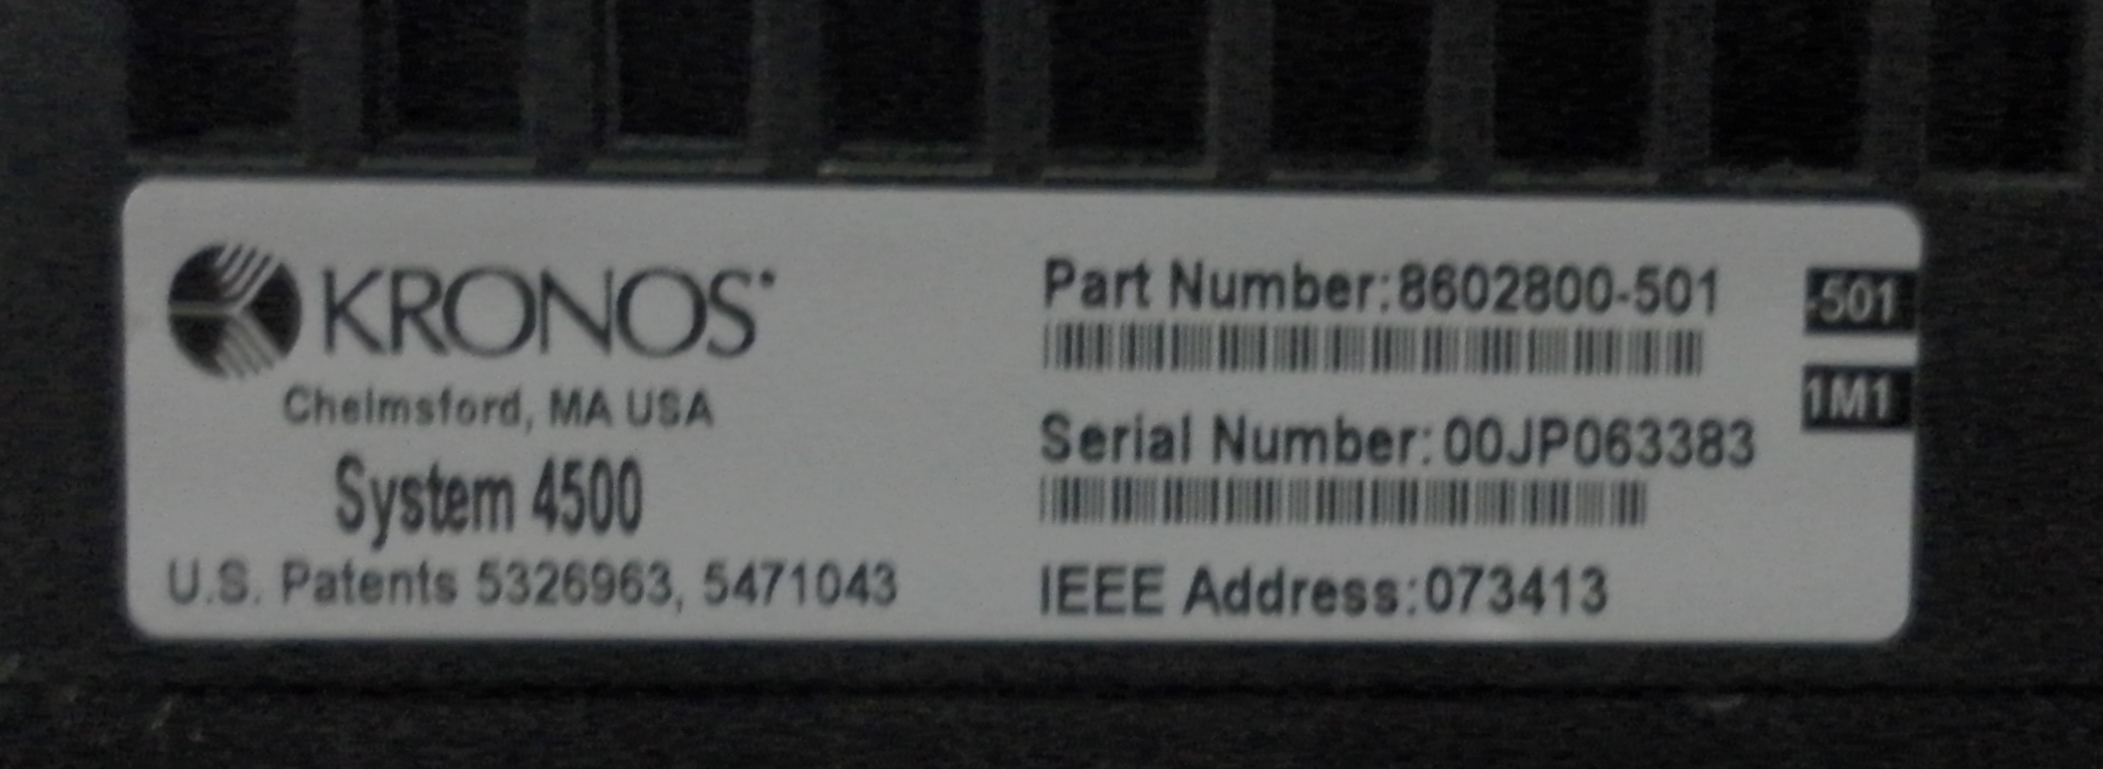 KRONOS
Chelmsford, MA USA
System 4500
U.S. Patents 5326963, 5471043
Part Number:8602800-501
Serial Number:00JP063383
IEEE Address:073413
-501
1M1